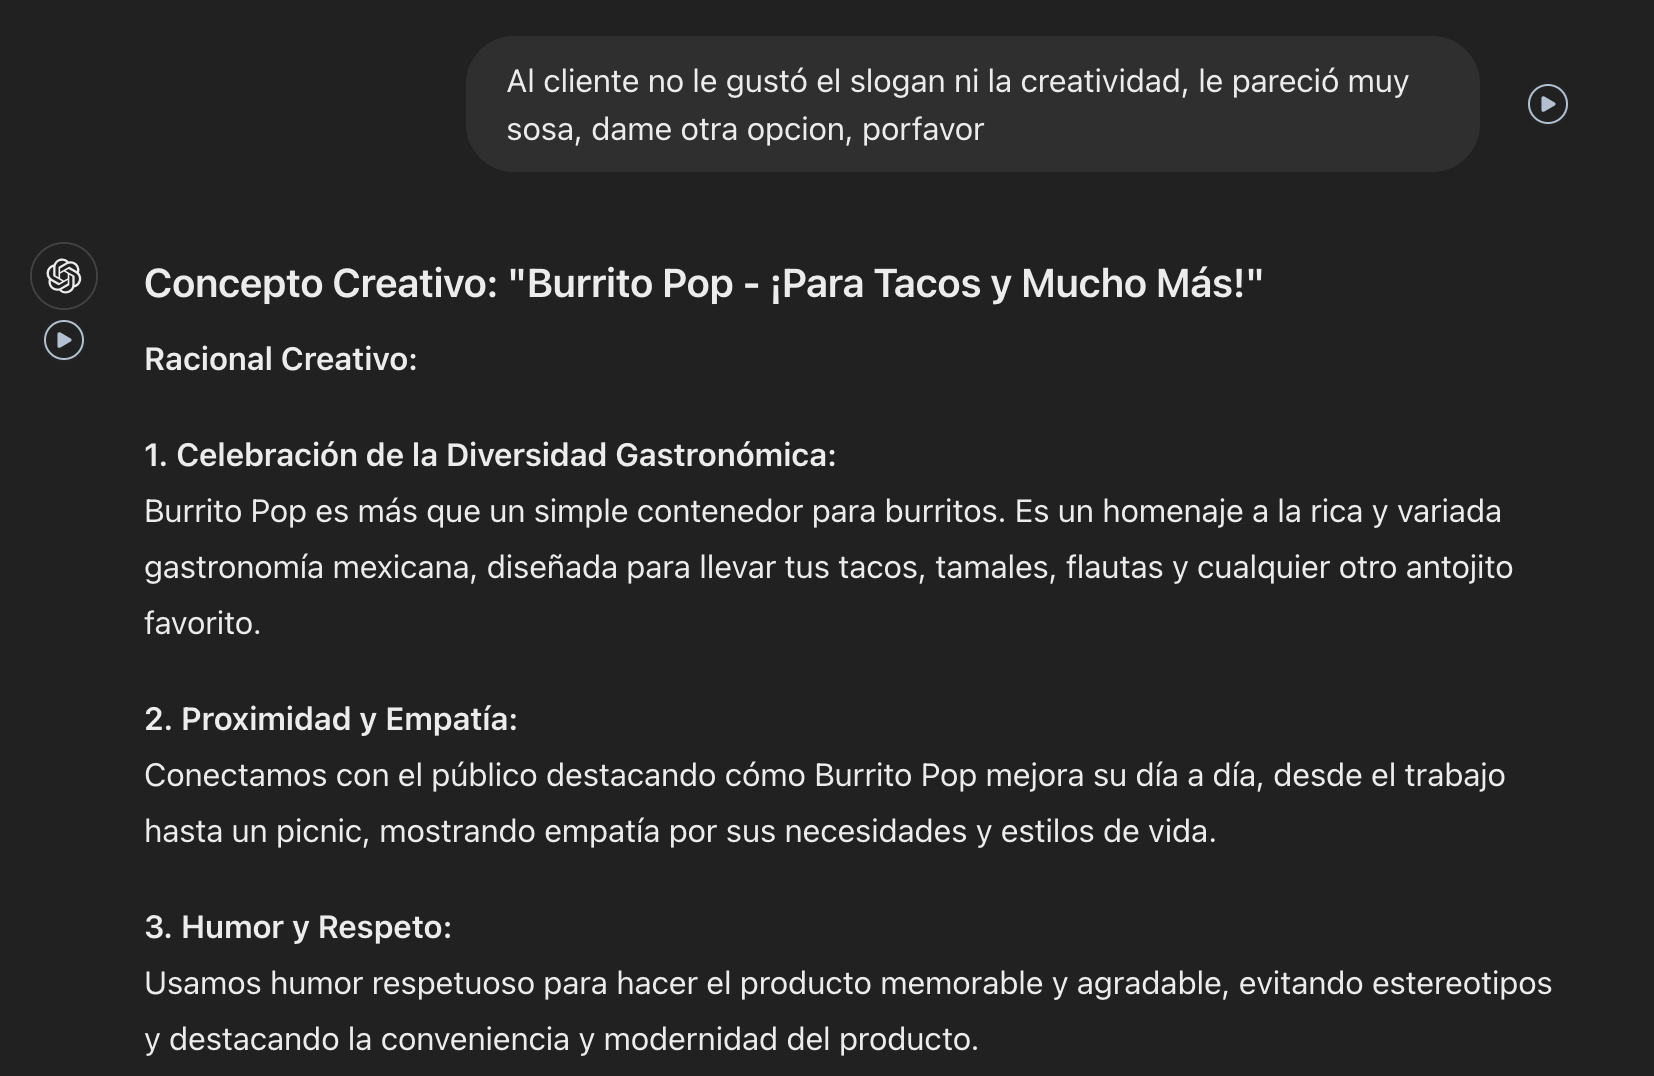 Al cliente no le gustó el slogan ni la creatividad, le pareció muy
sosa, dame otra opcion, porfavor
Concepto Creativo: "Burrito Pop - ¡Para Tacos y Mucho Más!"
Racional Creativo:
1. Celebración de la Diversidad Gastronómica:
Burrito Pop es más que un simple contenedor para burritos. Es un homenaje a la rica y variada
gastronomía mexicana, diseñada para llevar tus tacos, tamales, flautas y cualquier otro antojito
favorito.
2. Proximidad y Empatía:
Conectamos con el público destacando cómo Burrito Pop mejora su día a día, desde el trabajo
hasta un picnic, mostrando empatía por sus necesidades y estilos de vida.
3. Humor y Respeto:
Usamos humor respetuoso para hacer el producto memorable y agradable, evitando estereotipos
y destacando la conveniencia y modernidad del producto.